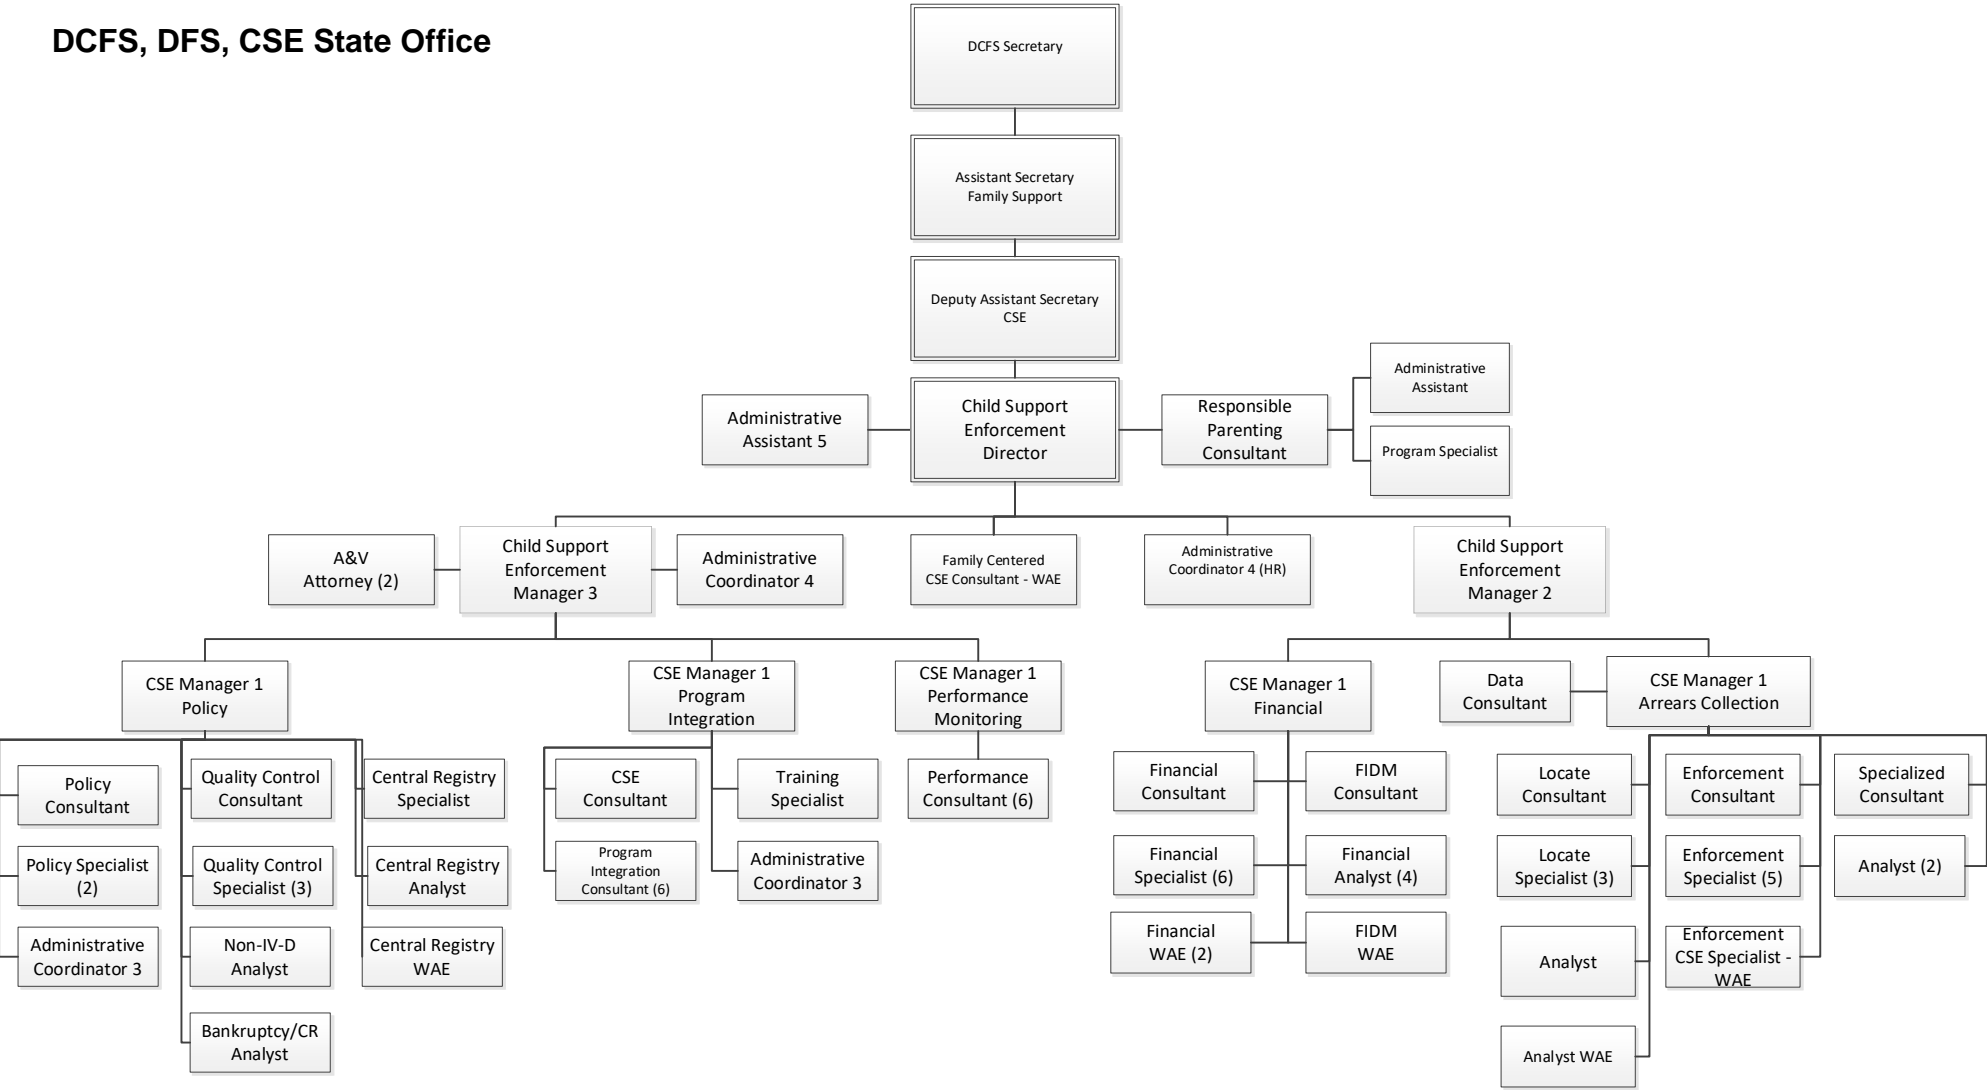 DCFS, DFS, CSE State Office
DCFS Secretary
Assistant Secretary
Family Support
Deputy Assistant Secretary
CSE
Administrative
Assistant 5
Child Support
Enforcement
Director
Responsible
Parenting
Consultant
Administrative
Assistant
Program Specialist
A&V
Attorney (2)
Child Support
Enforcement
Manager 3
Administrative
Coordinator 4
Family Centered
CSE Consultant - WAE
Administrative
Coordinator 4 (HR)
Child Support
Enforcement
Manager 2
CSE Manager 1
Policy
CSE Manager 1
Program
Integration
CSE Manager 1
Performance
Monitoring
CSE Manager 1
Financial
Data
Consultant
CSE Manager 1
Arrears Collection
Policy
Consultant
Quality Control
Consultant
Central Registry
Specialist
CSE
Consultant
Training
Specialist
Performance
Consultant (6)
Financial
Consultant
FIDM
Consultant
Locate
Consultant
Enforcement
Consultant
Specialized
Consultant
Policy Specialist
(2)
Quality Control
Specialist (3)
Central Registry
Analyst
Program
Integration
Consultant (6)
Administrative
Coordinator 3
Financial
Specialist (6)
Financial
Analyst (4)
Locate
Specialist (3)
Enforcement
Specialist (5)
Analyst (2)
Administrative
Coordinator 3
Non-IV-D
Analyst
Central Registry
WAE
Financial
WAE (2)
FIDM
WAE
Analyst
Enforcement
CSE Specialist -
WAE
Bankruptcy/CR
Analyst
Analyst WAE